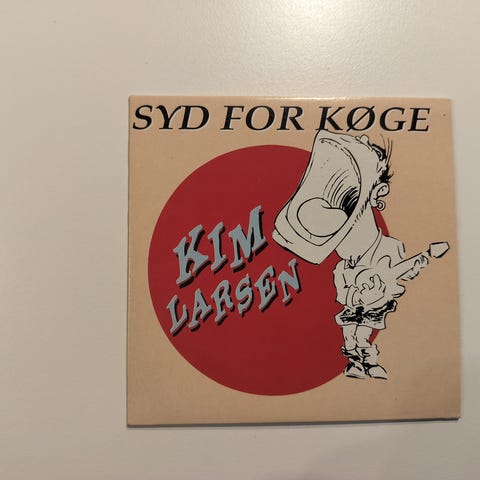 SYD FOR KØGE
KIM
LARSEN